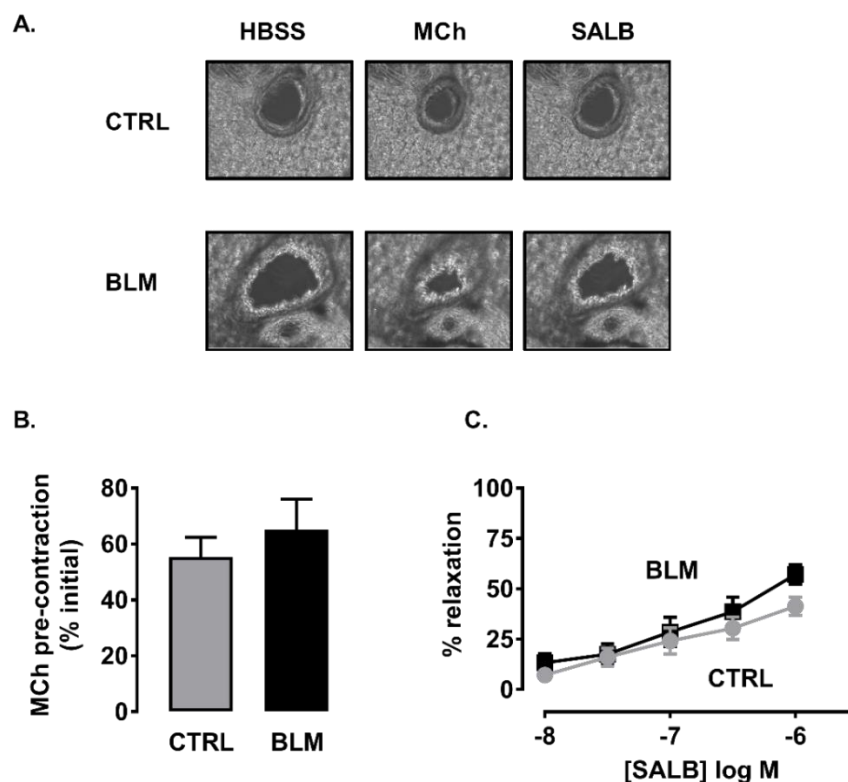 A.
HBSS MCh SALB
CTRL
BLM
B.
MCh pre-contraction
(% initial)
80
60
40
20
0
CTRL BLM
C.
% relaxation
100
75
50
25
0
BLM
CTRL
-8 -7 -6
[SALB] log M